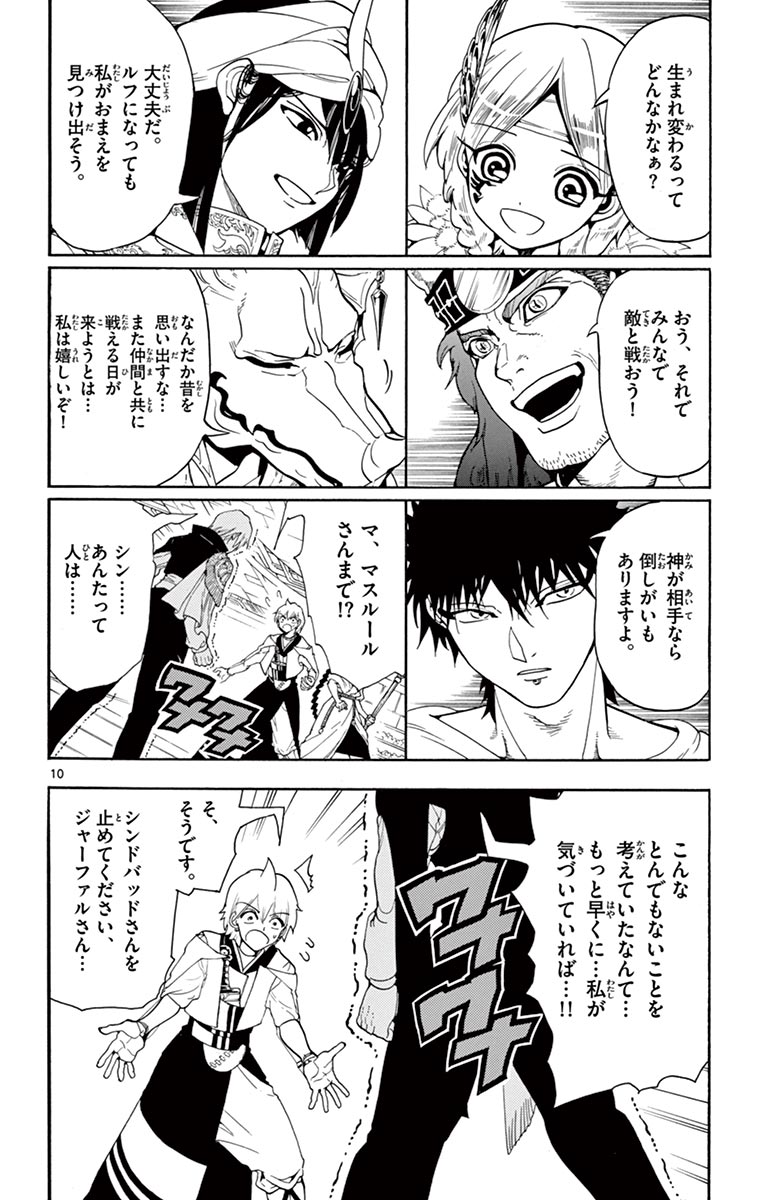 生まれ変わるって
どんなかなぁ?
大丈夫だ。
ルフになっても
私がおまえを
見つけ出そう。
おう、それで
みんなで
敵と戦おう!
なんだか昔を
思い出すな…
また仲間と共に
戦える日が
来ようとは…
私は嬉しいぞ!
神が相手なら
倒しがいも
ありますよ。
マ、マスルール
さんまで!?
シン……
あんたって
人は……
ワナワナ
10
こんな
とんでもないことを
考えていたなんて…
もっと早くに…私が
気づいていれば…!!
ワナワナ
そ、
そうです。
シンドバッドさんを
止めてください、
ジャーファルさん…